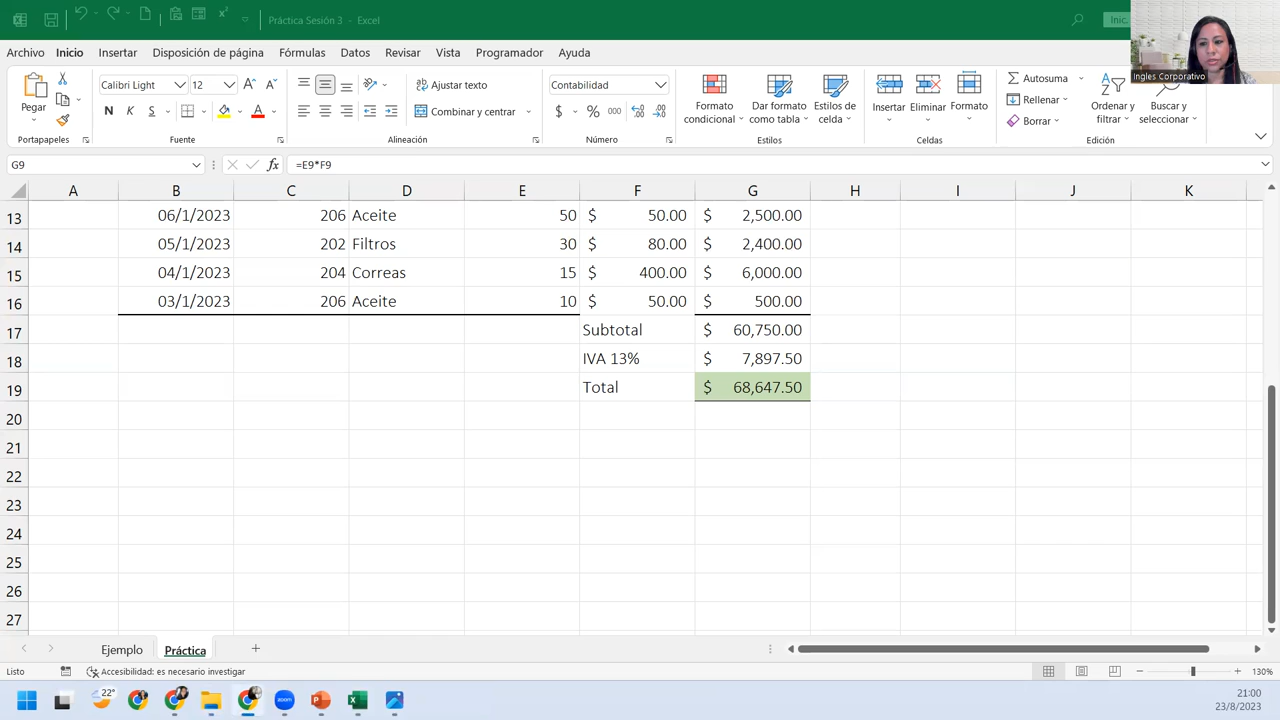 Práctica Sesión 3 - Excel
Inic
Archivo Inicio Insertar Disposición de página Fórmulas Datos Revisar Vista Ayuda
Ingles Corporativo
Pegar
Calibri Light 12
N K S
Ajustar texto
Combinar y centrar
Contabilidad
$ %
Formato condicional
Dar formato como tabla
Estilos de celda
Insertar Eliminar Formato
Autosuma
Rellenar
Borrar
Ordenar y filtrar
Buscar y seleccionar
Portapapeles Fuente Alineación Número Estilos Celdas Edición
G9 fx =E9*F9
A B C D E F G H I J K
13 06/1/2023 206 Aceite 50 $ 50.00 $ 2,500.00
14 05/1/2023 202 Filtros 30 $ 80.00 $ 2,400.00
15 04/1/2023 204 Correas 15 $ 400.00 $ 6,000.00
16 03/1/2023 206 Aceite 10 $ 50.00 $ 500.00
17 Subtotal $ 60,750.00
18 IVA 13% $ 7,897.50
19 Total $ 68,647.50
20
21
22
23
24
25
26
27
Ejemplo Práctica +
Listo Accesibilidad: es necesario investigar 130%
22° zoom 21:00
23/8/2023